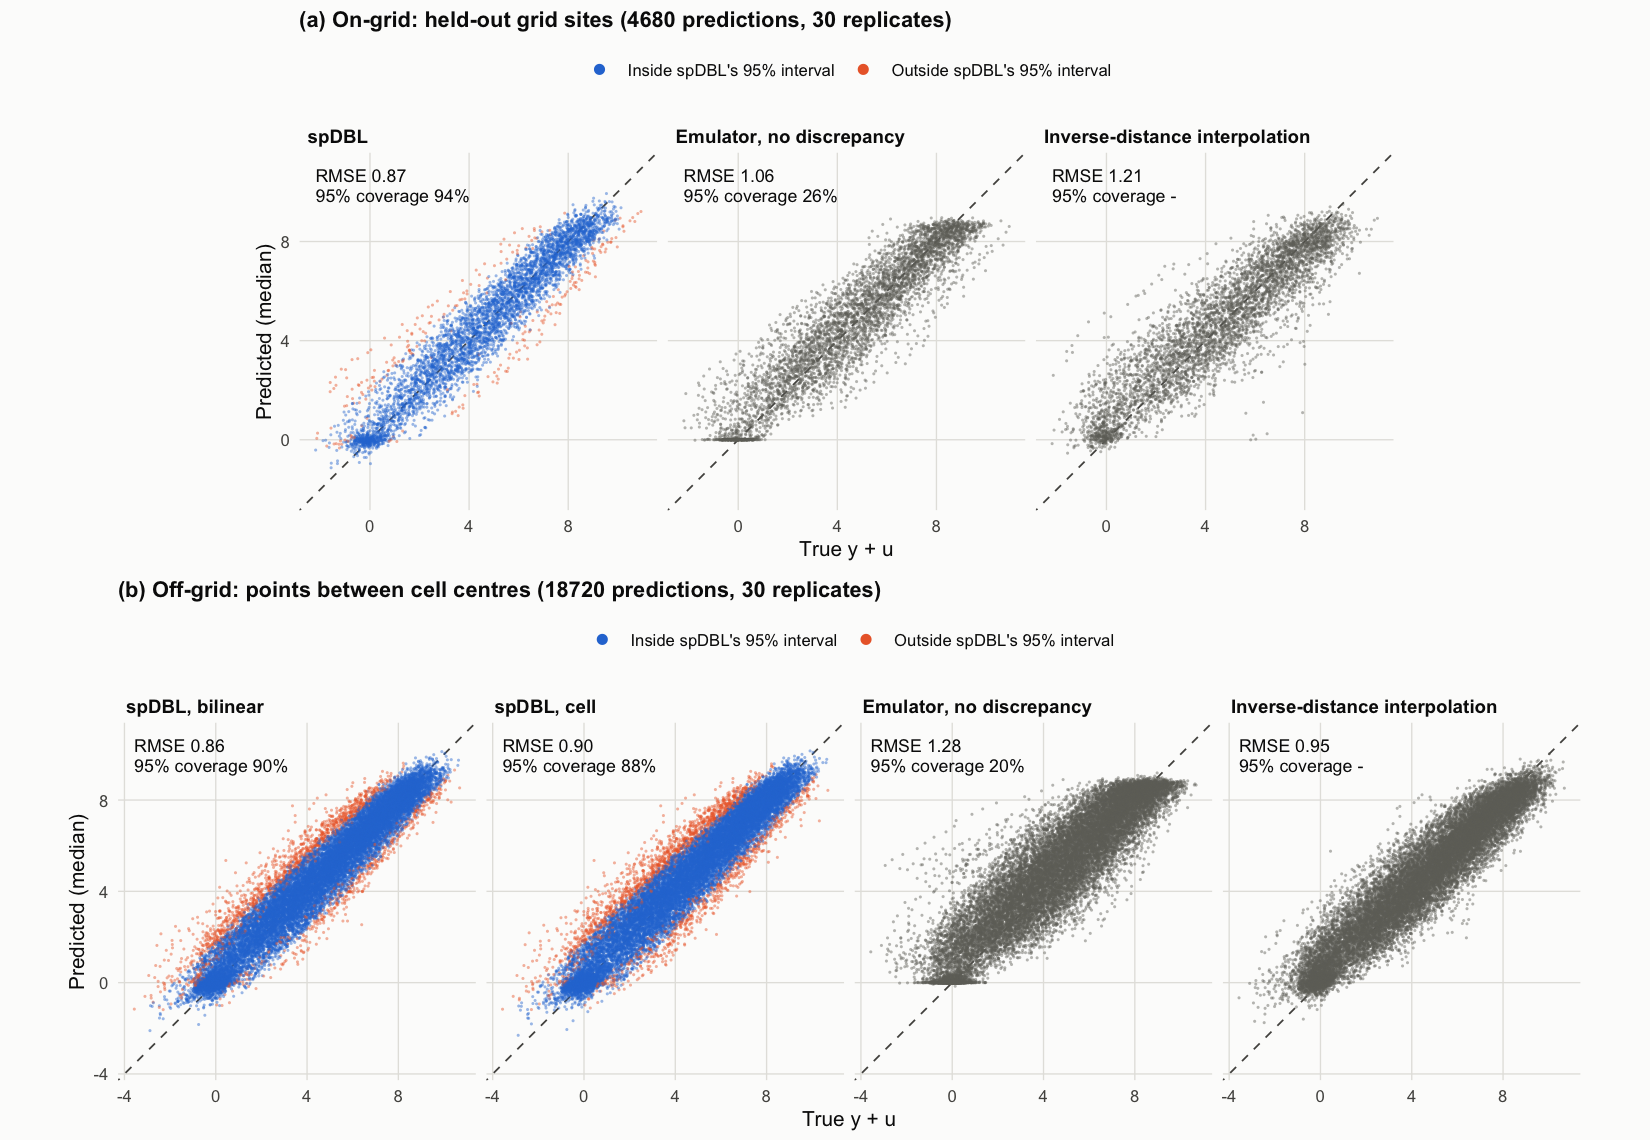 (a) On-grid: held-out grid sites (4680 predictions, 30 replicates)
Inside spDBL's 95% interval
Outside spDBL's 95% interval
spDBL
Emulator, no discrepancy
Inverse-distance interpolation
RMSE 0.87
95% coverage 94%
RMSE 1.06
95% coverage 26%
RMSE 1.21
95% coverage -
Predicted (median)
8
4
0
0
4
8
0
4
8
0
4
8
True y + u
(b) Off-grid: points between cell centres (18720 predictions, 30 replicates)
Inside spDBL's 95% interval
Outside spDBL's 95% interval
spDBL, bilinear
spDBL, cell
Emulator, no discrepancy
Inverse-distance interpolation
RMSE 0.86
95% coverage 90%
RMSE 0.90
95% coverage 88%
RMSE 1.28
95% coverage 20%
RMSE 0.95
95% coverage -
Predicted (median)
8
4
0
-4
-4
0
4
8
-4
0
4
8
-4
0
4
8
-4
0
4
8
True y + u